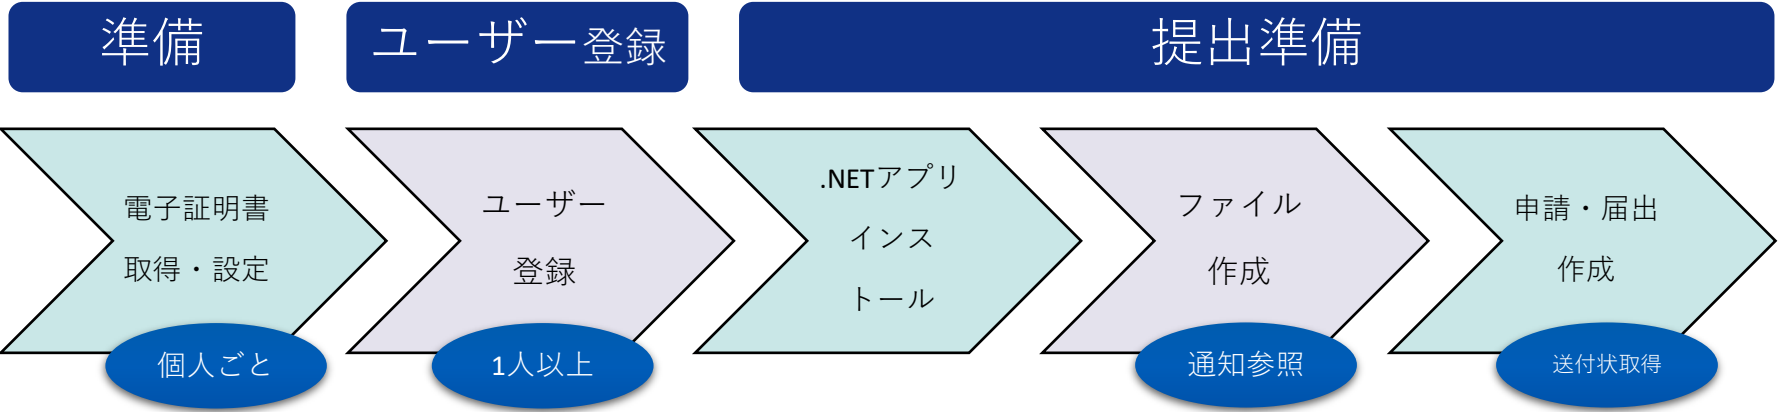 準備
ユーザー登録
提出準備
電子証明書
取得・設定
個人ごと
ユーザー
登録
1人以上
.NETアプリ
インス
トール
ファイル
作成
通知参照
申請・届出
作成
送付状取得